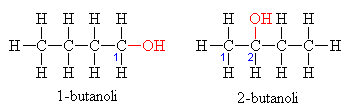 H H H H
H C C C C OH
1
H H H H
1-butanoli
H OH H H
H C C C C H
1 2
H H H H
2-butanoli